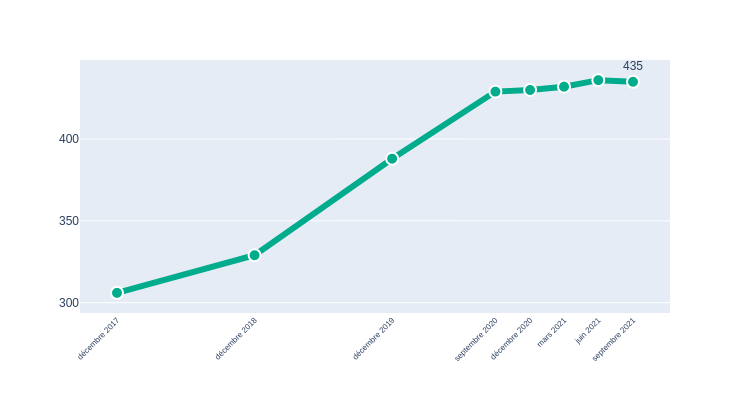 435
400
350
300
décembre 2017
décembre 2018
décembre 2019
septembre 2020
décembre 2020
mars 2021
juin 2021
septembre 2021